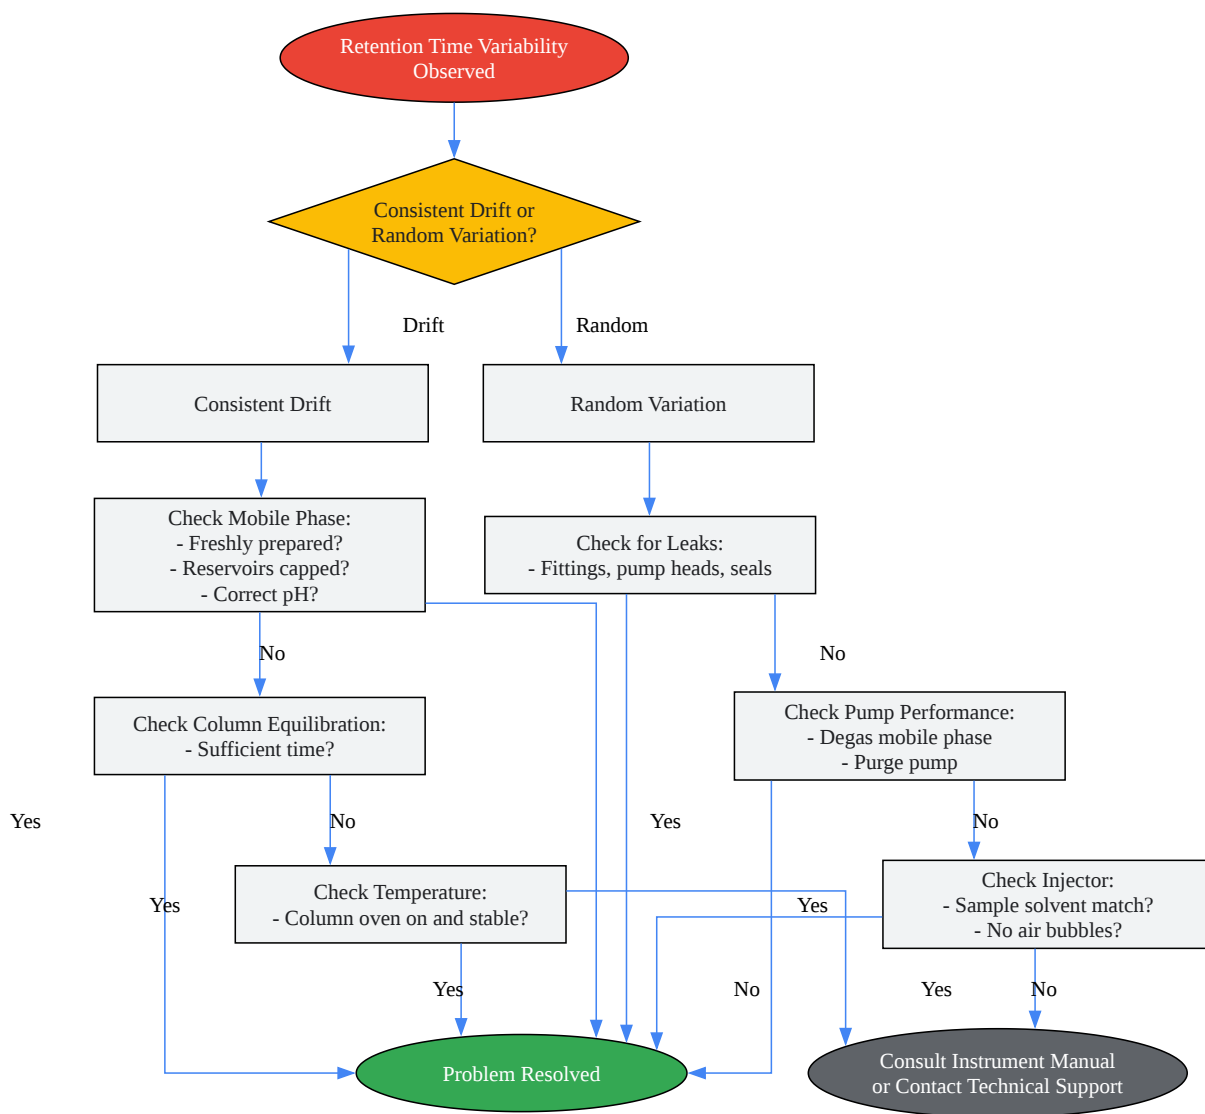 Retention Time Variability
Observed
Consistent Drift or
Random Variation?
Drift
Random
Consistent Drift
Random Variation
Check Mobile Phase:
- Freshly prepared?
- Reservoirs capped?
- Correct pH?
Check for Leaks:
- Fittings, pump heads, seals
No
No
Check Column Equilibration:
- Sufficient time?
Check Pump Performance:
- Degas mobile phase
- Purge pump
Yes
No
Yes
No
Check Temperature:
- Column oven on and stable?
Check Injector:
- Sample solvent match?
- No air bubbles?
Yes
Yes
Yes
No
Yes
No
Problem Resolved
Consult Instrument Manual
or Contact Technical Support